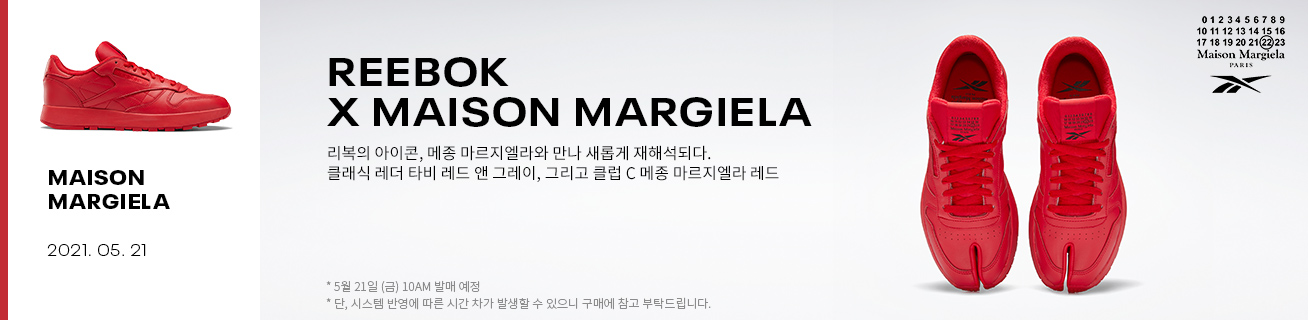 MAISON
MARGIELA
2021. 05. 21
REEBOK
X MAISON MARGIELA
리복의 아이콘, 메종 마르지엘라와 만나 새롭게 재해석되다.
클래식 레더 타비 레드 앤 그레이, 그리고 클럽 C 메종 마르지엘라 레드
* 5월 21일 (금) 10AM 발매 예정
* 단, 시스템 반영에 따른 시간 차가 발생할 수 있으니 구매에 참고 부탁드립니다.
0 1 2 3 4 5 6 7 8 9
10 11 12 13 14 15 16
17 18 19 20 21 22 23
Maison Margiela
PARIS